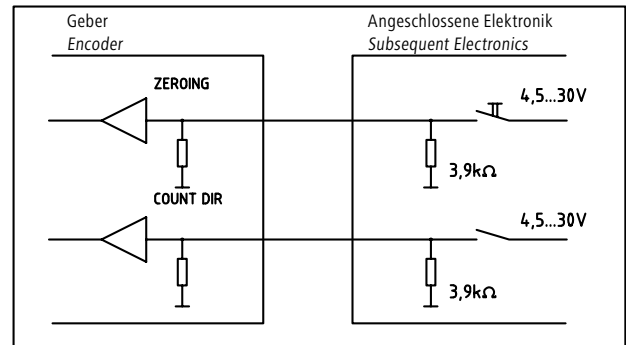 Geber
Encoder
Angeschlossene Elektronik
Subsequent Electronics
ZEROING
4,5...30V
3,9kΩ
COUNT DIR
4,5...30V
3,9kΩ